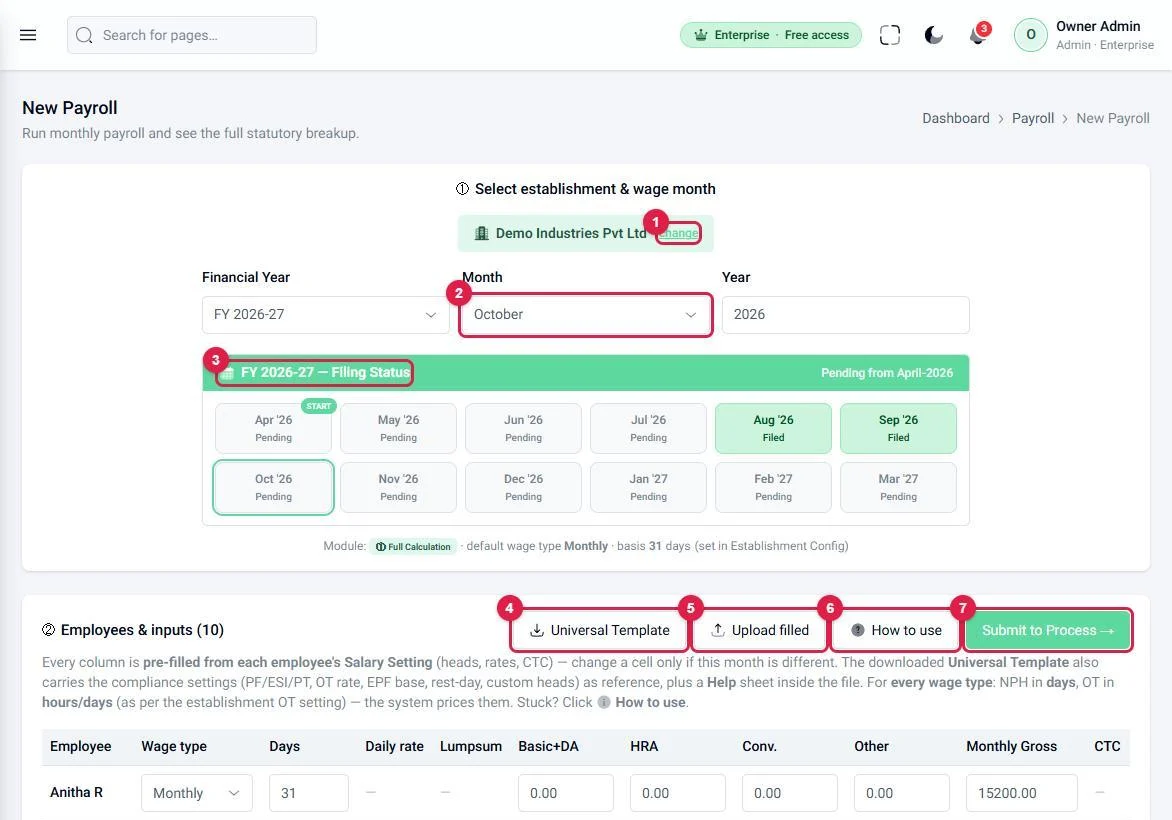 Search for pages...
Enterprise · Free access
3
O
Owner Admin
Admin · Enterprise
New Payroll
Run monthly payroll and see the full statutory breakup.
Dashboard > Payroll > New Payroll
① Select establishment & wage month
1
Demo Industries Pvt Ltd change
Financial Year
Month
Year
2
FY 2026-27
October
2026
3
FY 2026-27 — Filing Status
Pending from April-2026
START
Apr '26 May '26 Jun '26 Jul '26 Aug '26 Sep '26
Pending Pending Pending Pending Filed Filed
Oct '26 Nov '26 Dec '26 Jan '27 Feb '27 Mar '27
Pending Pending Pending Pending Pending Pending
Module: Full Calculation · default wage type Monthly · basis 31 days (set in Establishment Config)
4 5 6 7
② Employees & inputs (10)
Universal Template
Upload filled
? How to use
Submit to Process →
Every column is pre-filled from each employee's Salary Setting (heads, rates, CTC) — change a cell only if this month is different. The downloaded Universal Template also
carries the compliance settings (PF/ESI/PT, OT rate, EPF base, rest-day, custom heads) as reference, plus a Help sheet inside the file. For every wage type: NPH in days, OT in
hours/days (as per the establishment OT setting) — the system prices them. Stuck? Click i How to use.
Employee Wage type Days Daily rate Lumpsum Basic+DA HRA Conv. Other Monthly Gross CTC
Anitha R Monthly 31 — — 0.00 0.00 0.00 0.00 15200.00 —